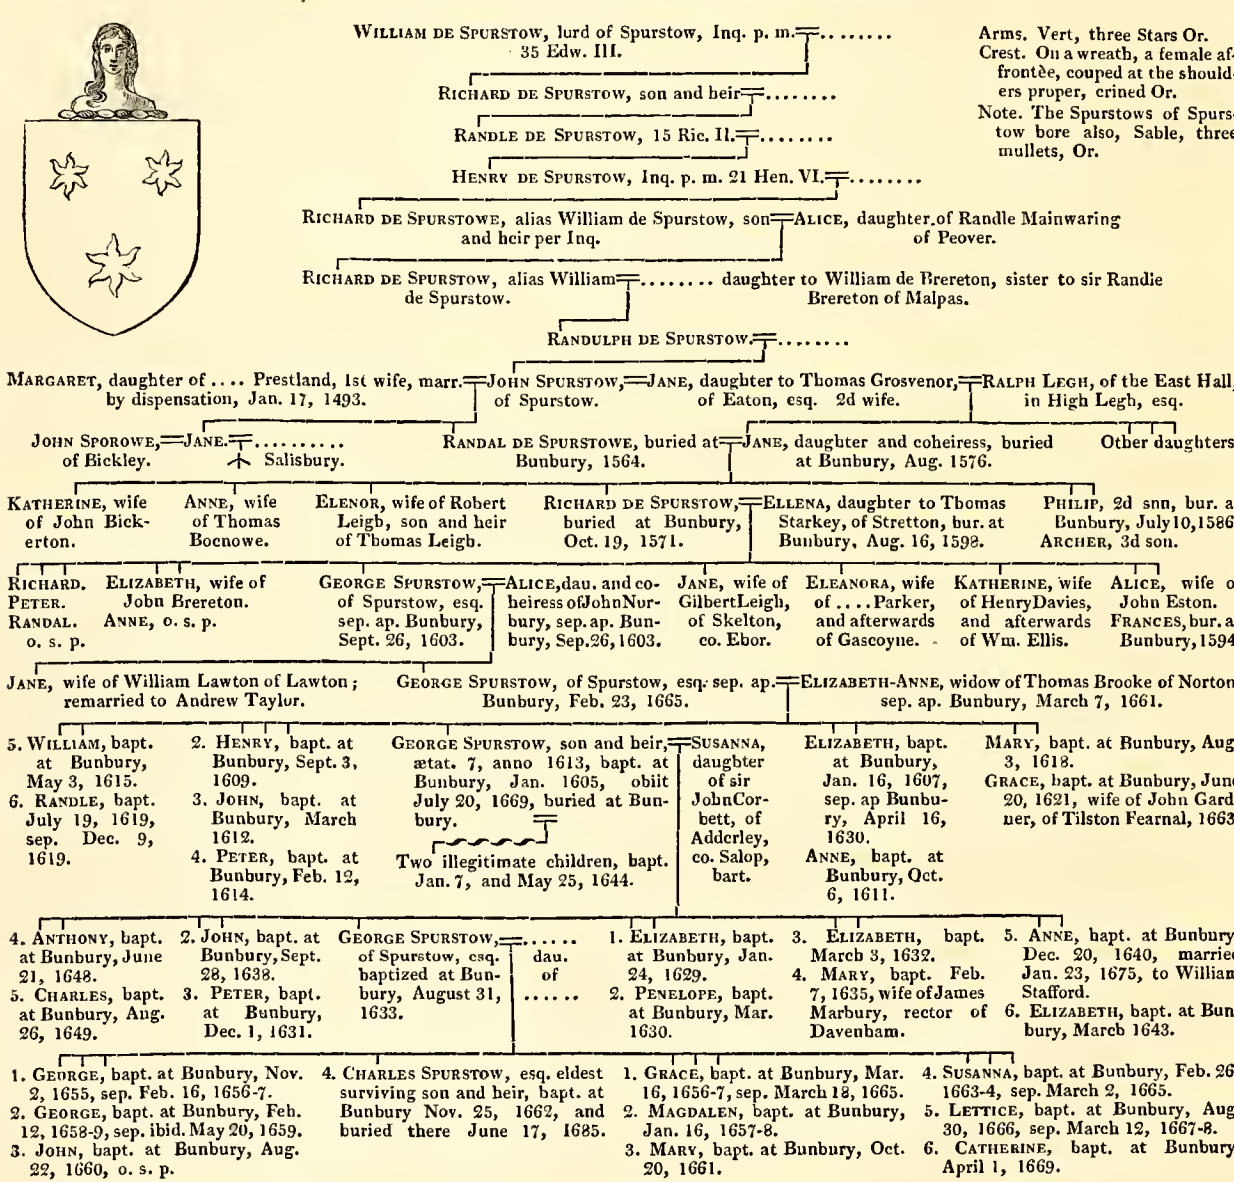 WILLIAM DE SPURSTOW, lurd of Spurstow, Inq. p. m.=........
35 Edw. III.
Arms. Vert, three Stars Or.
Crest. On a wreath, a female af-
frontèe, couped at the should-
ers proper, crined Or.
Note. The Spurstows of Spurs-
tow bore also, Sable, three
mullets, Or.
RICHARD DE SPURSTOW, son and heir=........
RANDLE DE SPURSTOW, 15 Ric. II.=........
HENRY DE SPURSTOW, Inq. p. m. 21 Hen. VI.=........
RICHARD DE SPURSTOWE, alias William de Spurstow, son=ALICE, daughter of Randle Mainwaring
and heir per Inq. of Peover.
RICHARD DE SPURSTOW, alias William=........ daughter to William de Brereton, sister to sir Randle
de Spurstow. Brereton of Malpas.
RANDULPH DE SPURSTOW.=........
MARGARET, daughter of .... Prestland, 1st wife, marr.=JOHN SPURSTOW,=JANE, daughter to Thomas Grosvenor,=RALPH LEGH, of the East Hall,
by dispensation, Jan. 17, 1493. of Spurstow. of Eaton, esq. 2d wife. in High Legh, esq.
JOHN SPOROWE,=JANE.=.......... RANDAL DE SPURSTOWE, buried at=JANE, daughter and coheiress, buried Other daughters
of Bickley. Salisbury. Bunbury, 1564. at Bunbury, Aug. 1576.
KATHERINE, wife
of John Bick-
erton.
ANNE, wife
of Thomas
Bocnowe.
ELENOR, wife of Robert
Leigh, son and heir
of Thomas Leigh.
RICHARD DE SPURSTOW,=
buried at Bunbury,
Oct. 19, 1571.
ELLENA, daughter to Thomas
Starkey, of Stretton, bur. at
Bunbury, Aug. 16, 1598.
PHILIP, 2d snn, bur. a
Bunbury, July 10, 1586
ARCHER, 3d son.
RICHARD.
PETER.
RANDAL.
o. s. p.
ELIZABETH, wife of
John Brereton.
ANNE, o. s. p.
GEORGE SPURSTOW,=
of Spurstow, esq.
sep. ap. Bunbury,
Sept. 26, 1603.
ALICE, dau. and co-
heiress of John Nur-
bury, sep. ap. Bun-
bury, Sep. 26, 1603.
JANE, wife of
Gilbert Leigh,
of Skelton,
co. Ebor.
ELEANORA, wife
of .... Parker,
and afterwards
of Gascoyne.
KATHERINE, wife
of Henry Davies,
and afterwards
of Wm. Ellis.
ALICE, wife o
John Eston.
FRANCES, bur. a
Bunbury, 1594
JANE, wife of William Lawton of Lawton;
remarried to Andrew Taylur.
GEORGE SPURSTOW, of Spurstow, esq. sep. ap.=ELIZABETH-ANNE, widow of Thomas Brooke of Norton
Bunbury, Feb. 23, 1665. sep. ap. Bunbury, March 7, 1661.
5. WILLIAM, bapt.
at Bunbury,
May 3, 1615.
6. RANDLE, bapt.
July 19, 1619,
sep. Dec. 9,
1619.
2. HENRY, bapt. at
Bunbury, Sept. 3,
1609.
3. JOHN, bapt. at
Bunbury, March
1612.
4. PETER, bapt. at
Bunbury, Feb. 12,
1614.
GEORGE SPURSTOW, son and heir,=
ætat. 7, anno 1613, bapt. at
Bunbury, Jan. 1605, obiit
July 20, 1669, buried at Bun-
bury.
Two illegitimate children, bapt.
Jan. 7, and May 25, 1644.
SUSANNA,
daughter
of sir
John Cor-
bett, of
Adderley,
co. Salop,
bart.
ELIZABETH, bapt.
at Bunbury,
Jan. 16, 1607,
sep. ap Bunbu-
ry, April 16,
1630.
ANNE, bapt. at
Bunbury, Oct.
6, 1611.
MARY, bapt. at Bunbury, Aug
3, 1618.
GRACE, bapt. at Bunbury, June
20, 1621, wife of John Gard
ner, of Tilston Fearnal, 1663
4. ANTHONY, bapt.
at Bunbury, June
21, 1648.
5. CHARLES, bapt.
at Bunbury, Aug.
26, 1649.
2. JOHN, bapt. at
Bunbury, Sept.
28, 1638.
3. PETER, bapt.
at Bunbury,
Dec. 1, 1631.
GEORGE SPURSTOW,=......
of Spurstow, esq. dau.
baptized at Bun- of
bury, August 31, ......
1633.
1. ELIZABETH, bapt.
at Bunbury, Jan.
24, 1629.
2. PENELOPE, bapt.
at Bunbury, Mar.
1630.
3. ELIZABETH, bapt.
March 3, 1632.
4. MARY, bapt. Feb.
7, 1635, wife of James
Marbury, rector of
Davenham.
5. ANNE, bapt. at Bunbury
Dec. 20, 1640, married
Jan. 23, 1675, to William
Stafford.
6. ELIZABETH, bapt. at Bun
bury, March 1643.
1. GEORGE, bapt. at Bunbury, Nov.
2, 1655, sep. Feb. 16, 1656-7.
2. GEORGE, bapt. at Bunbury, Feb.
12, 1658-9, sep. ibid. May 20, 1659.
3. JOHN, bapt. at Bunbury, Aug.
22, 1660, o. s. p.
4. CHARLES SPURSTOW, esq. eldest
surviving son and heir, bapt. at
Bunbury Nov. 25, 1662, and
buried there June 17, 1685.
1. GRACE, bapt. at Bunbury, Mar.
16, 1656-7, sep. March 18, 1665.
2. MAGDALEN, bapt. at Bunbury,
Jan. 16, 1657-8.
3. MARY, bapt. at Bunbury, Oct.
20, 1661.
4. SUSANNA, bapt. at Bunbury, Feb. 26
1663-4, sep. March 2, 1665.
5. LETTICE, bapt. at Bunbury, Aug
30, 1666, sep. March 12, 1667-8.
6. CATHERINE, bapt. at Bunbury
April 1, 1669.